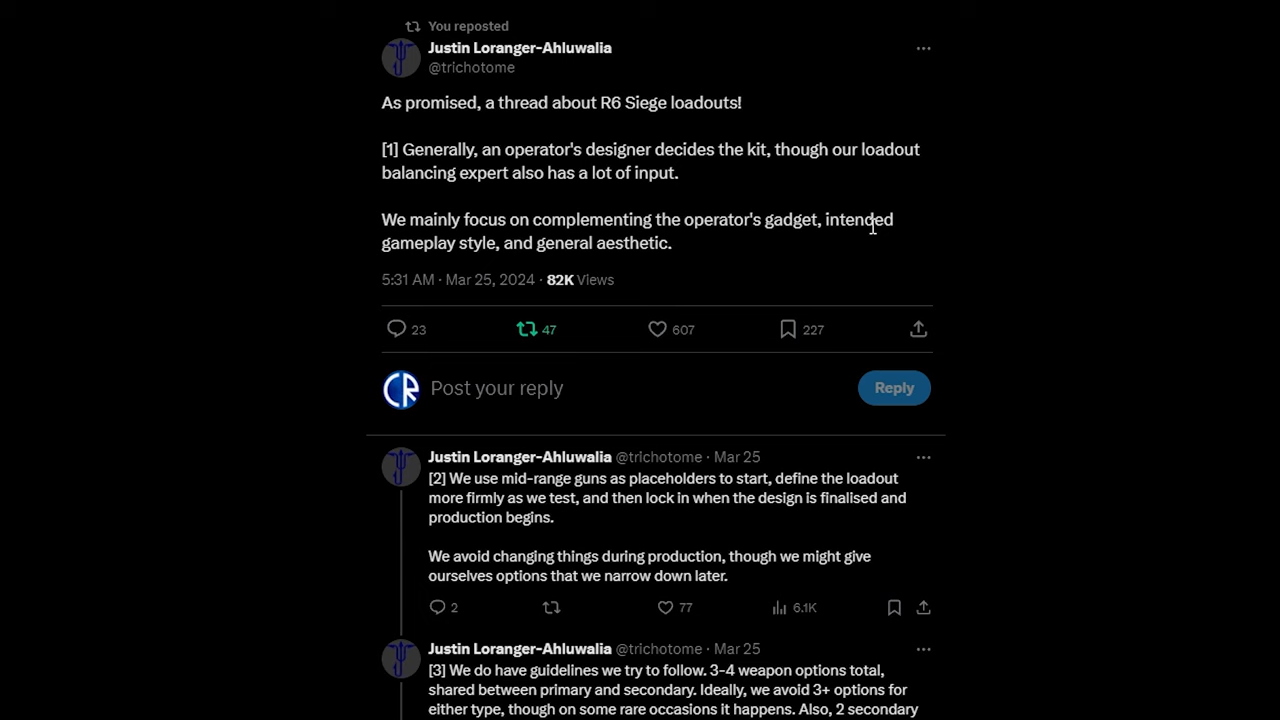 You reposted
Justin Loranger-Ahluwalia
@trichotome
As promised, a thread about R6 Siege loadouts!
[1] Generally, an operator's designer decides the kit, though our loadout
balancing expert also has a lot of input.
We mainly focus on complementing the operator's gadget, intended
gameplay style, and general aesthetic.
5:31 AM · Mar 25, 2024 · 82K Views
23 47 607 227
CR Post your reply Reply
Justin Loranger-Ahluwalia @trichotome · Mar 25
[2] We use mid-range guns as placeholders to start, define the loadout
more firmly as we test, and then lock in when the design is finalised and
production begins.
We avoid changing things during production, though we might give
ourselves options that we narrow down later.
2 77 6.1K
Justin Loranger-Ahluwalia @trichotome · Mar 25
[3] We do have guidelines we try to follow. 3-4 weapon options total,
shared between primary and secondary. Ideally, we avoid 3+ options for
either type, though on some rare occasions it happens. Also, 2 secondary